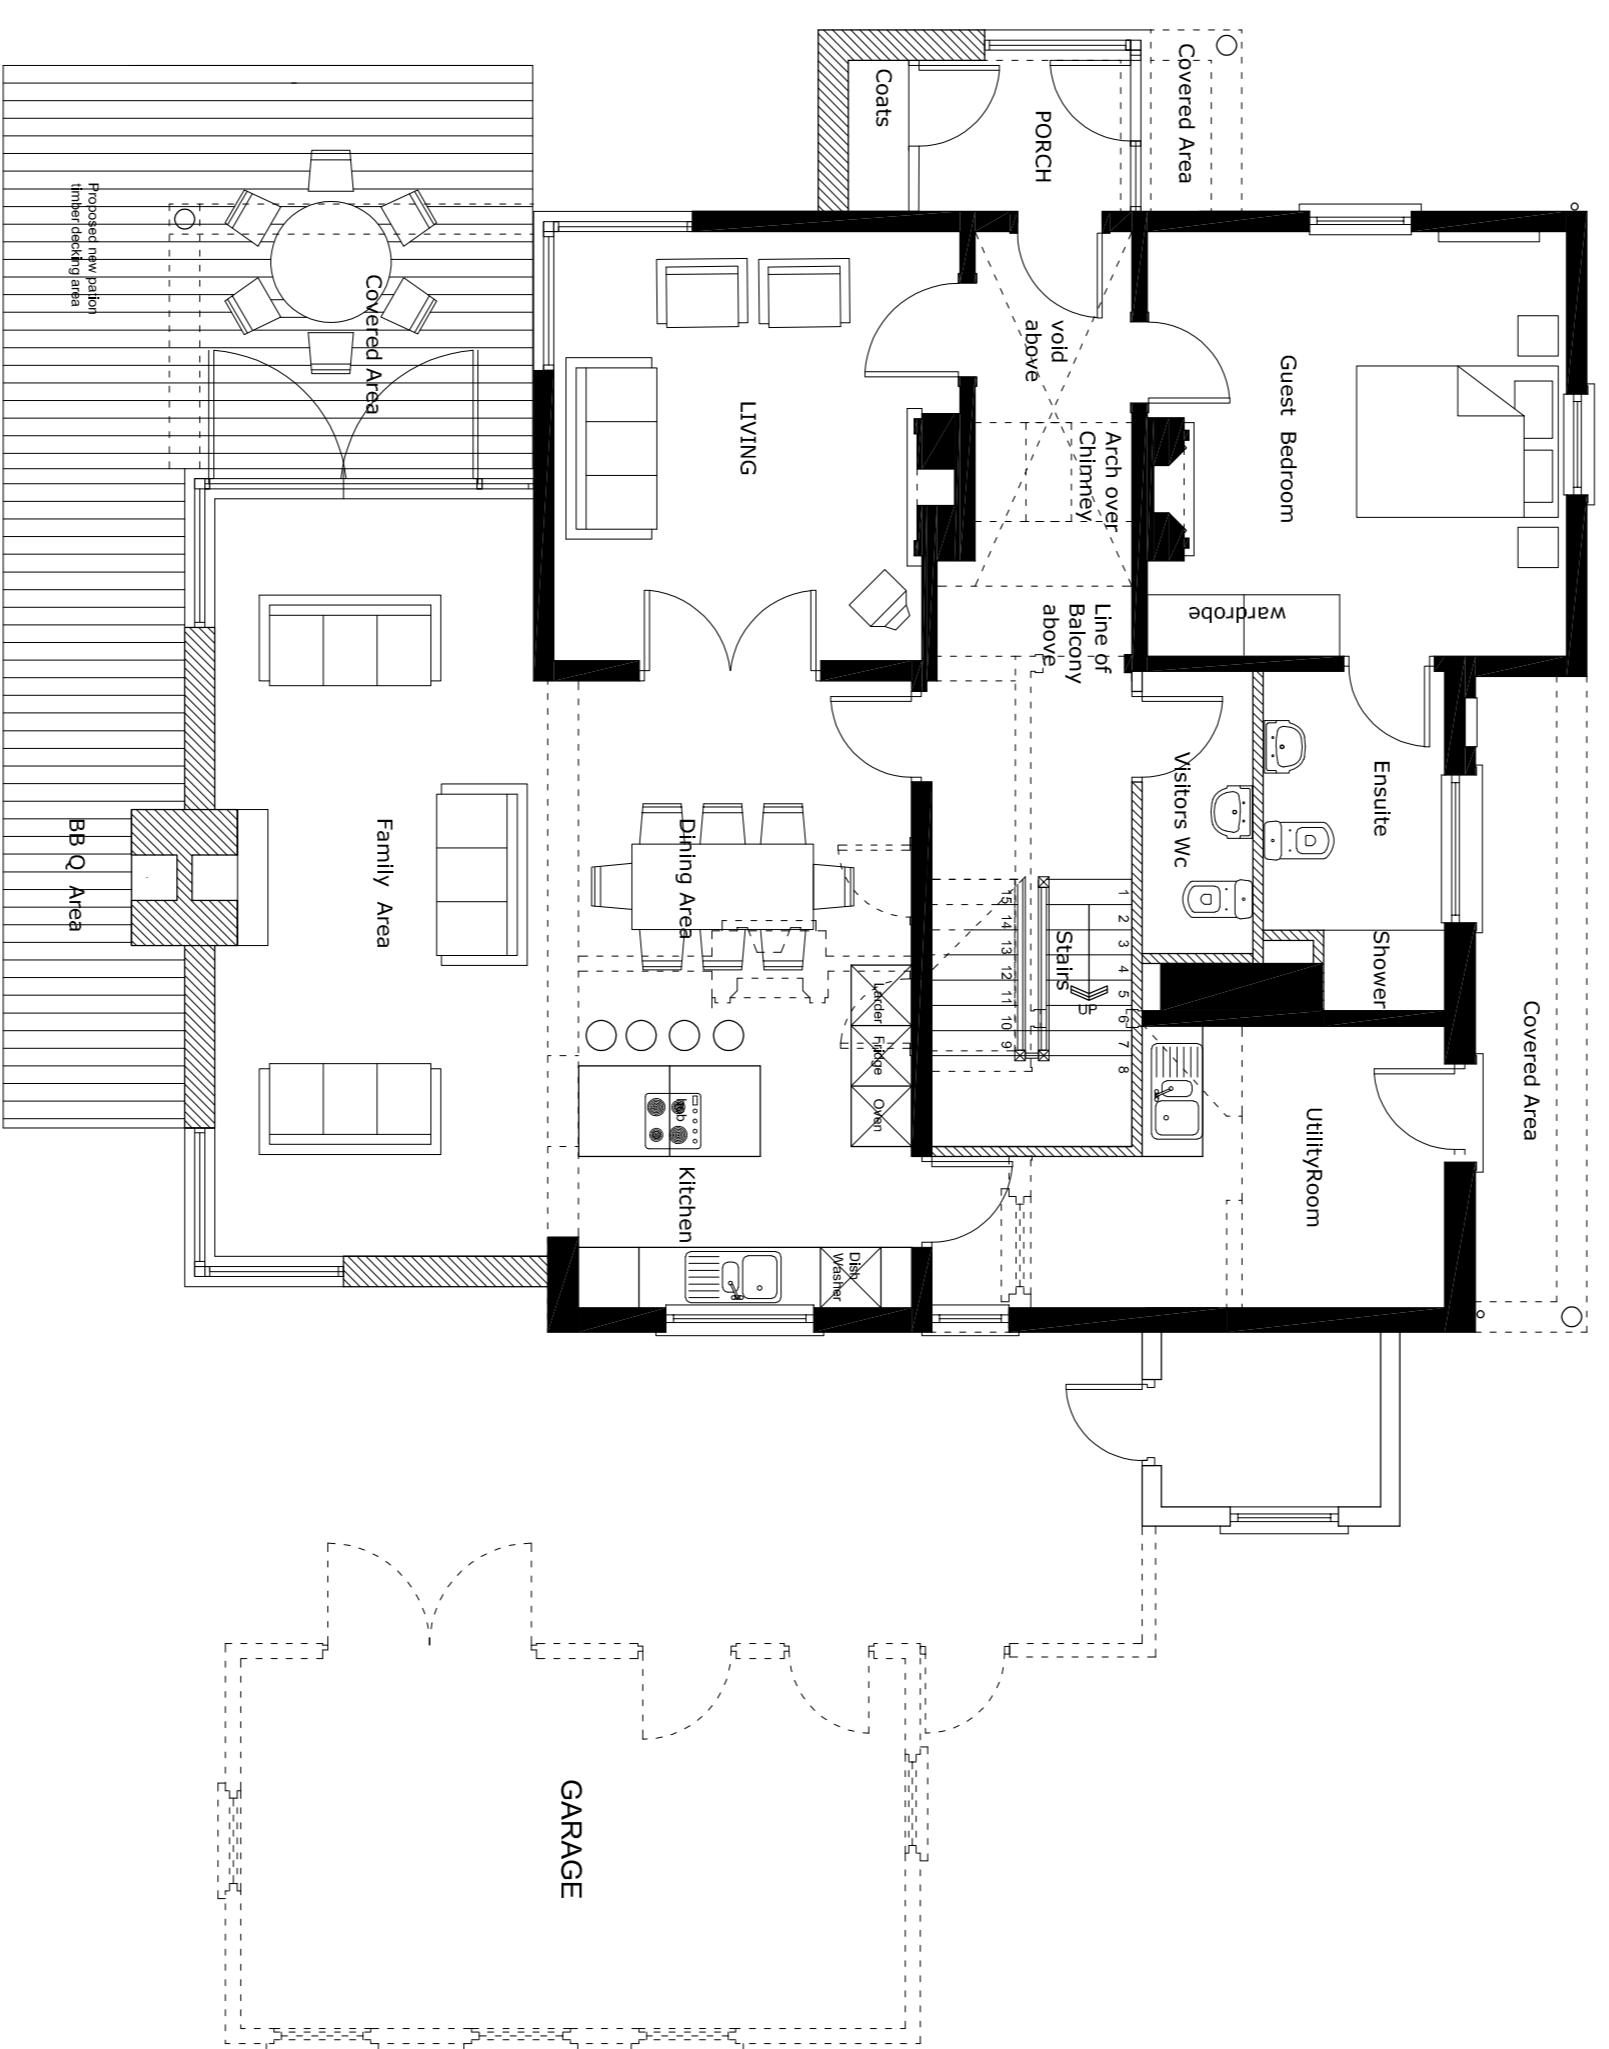 Covered Area
Coats
PORCH
Proposed new pation
timber decking area
Covered Area
void
above
LIVING
Guest Bedroom
Arch over
Chimney
wardrobe
Line of
Balcony
above
Visitors Wc
Ensuite
Shower
Covered Area
BB Q Area
Family Area
Dining Area
Stairs
UP
1
2
3
4
5
6
7
8
15
14
13
12
11
10
9
Larder
Fridge
Oven
Hob
Kitchen
Dish
Washer
UtilityRoom
GARAGE